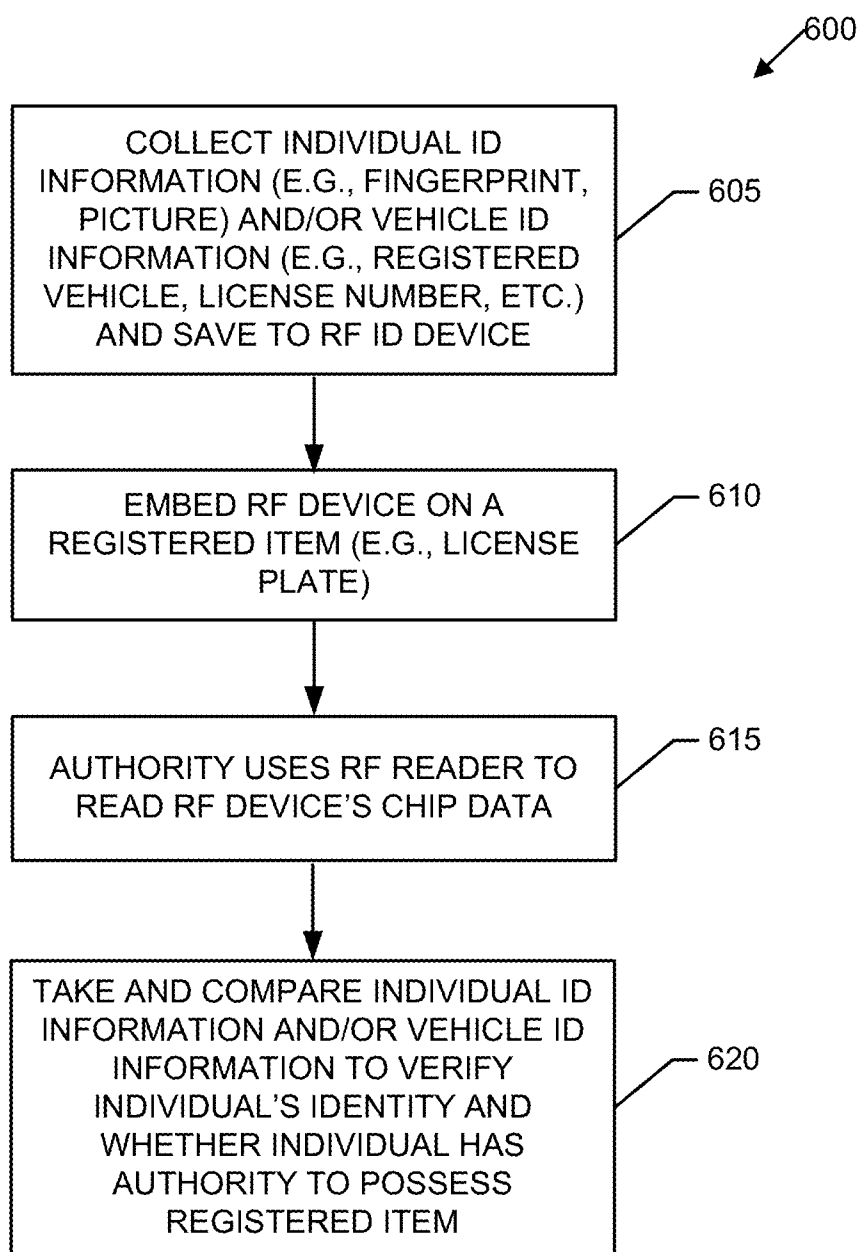 600
COLLECT INDIVIDUAL ID
INFORMATION (E.G., FINGERPRINT,
PICTURE) AND/OR VEHICLE ID
INFORMATION (E.G., REGISTERED
VEHICLE, LICENSE NUMBER, ETC.)
AND SAVE TO RF ID DEVICE
605
EMBED RF DEVICE ON A
REGISTERED ITEM (E.G., LICENSE
PLATE)
610
AUTHORITY USES RF READER TO
READ RF DEVICE'S CHIP DATA
615
TAKE AND COMPARE INDIVIDUAL ID
INFORMATION AND/OR VEHICLE ID
INFORMATION TO VERIFY
INDIVIDUAL'S IDENTITY AND
WHETHER INDIVIDUAL HAS
AUTHORITY TO POSSESS
REGISTERED ITEM
620